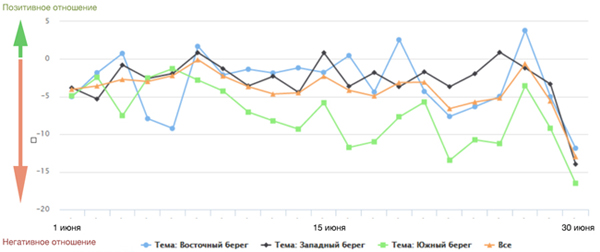 Позитивное отношение
5
0
−5
−10
−15
−20
1 июня 15 июня 30 июня
Негативное отношение
Тема: Восточный берег Тема: Западный берег Тема: Южный берег Все